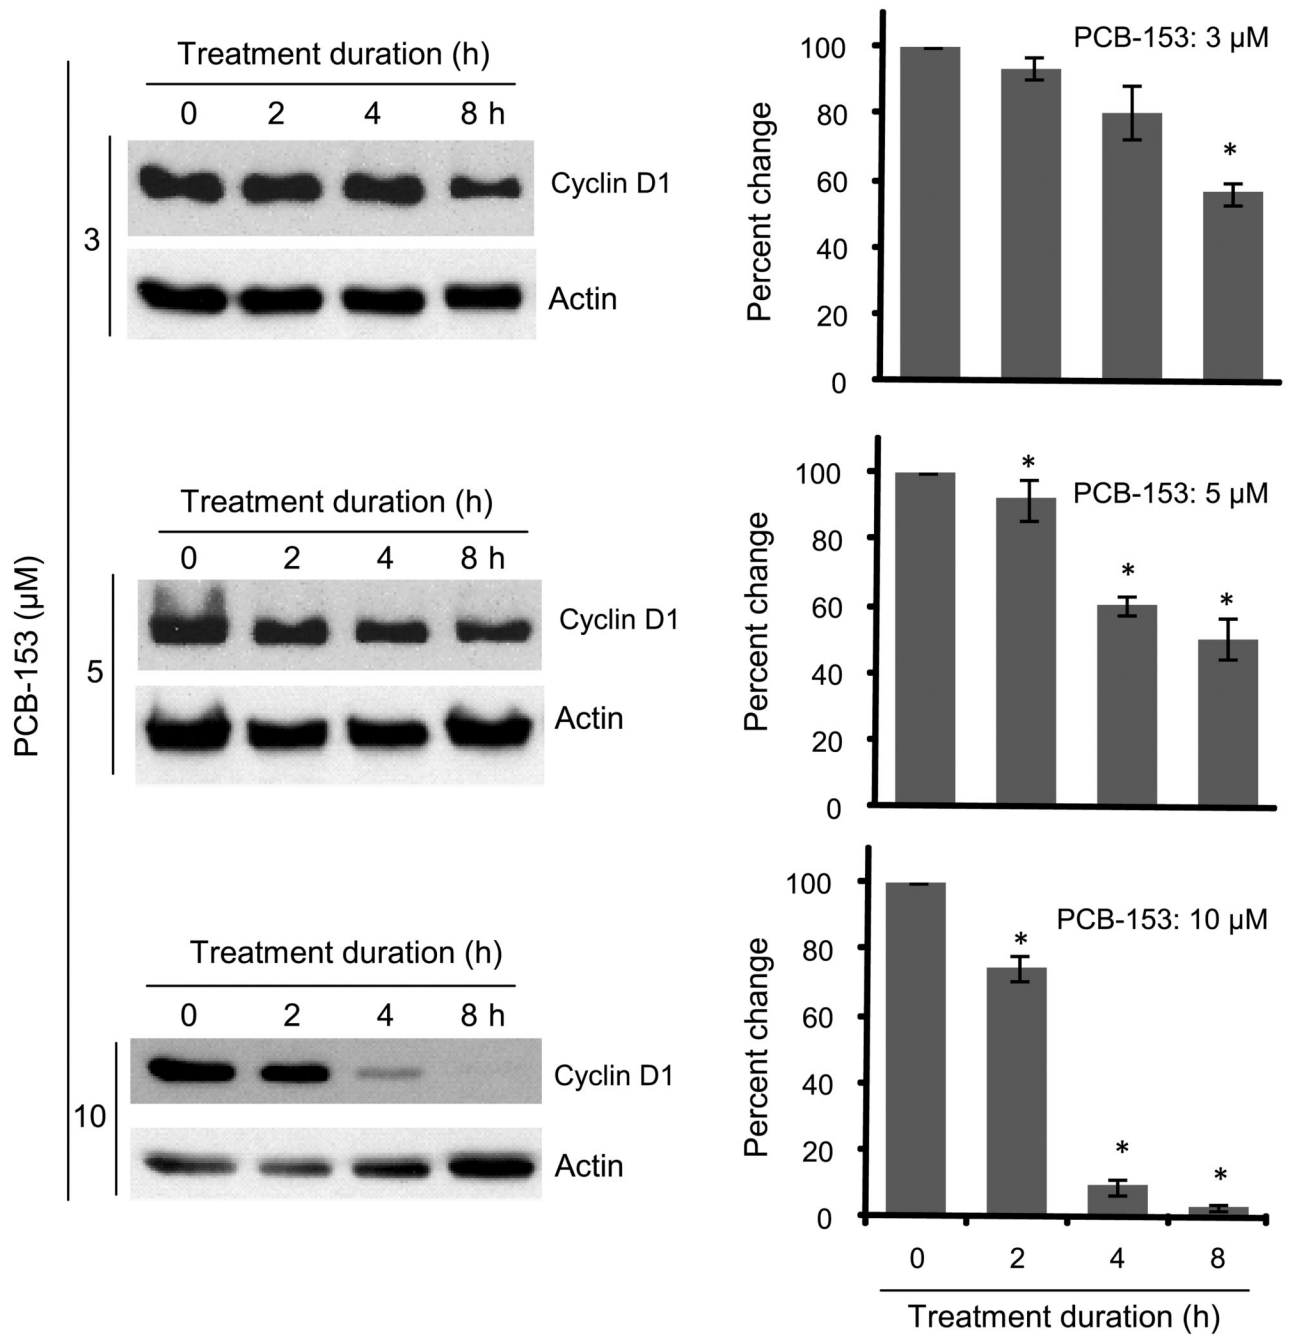 Treatment duration (h)
0 2 4 8 h
Cyclin D1
3
Actin
PCB-153: 3 µM
Percent change
100
80
60
*
40
20
0
PCB-153 (µM)
Treatment duration (h)
0 2 4 8 h
Cyclin D1
5
Actin
PCB-153: 5 µM
Percent change
100
*
80
*
60
*
40
20
0
Treatment duration (h)
0 2 4 8 h
Cyclin D1
10
Actin
PCB-153: 10 µM
Percent change
100
*
80
60
40
20
*
*
0
0 2 4 8
Treatment duration (h)